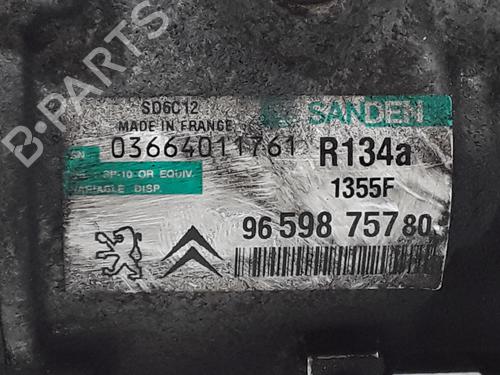 B-PARTS
SD6C12
SANDEN
MADE IN FRANCE
SN
03664011761
R134a
SP-10 OR EQUIV.
VARIABLE DISP.
1355F
96 598 757 80